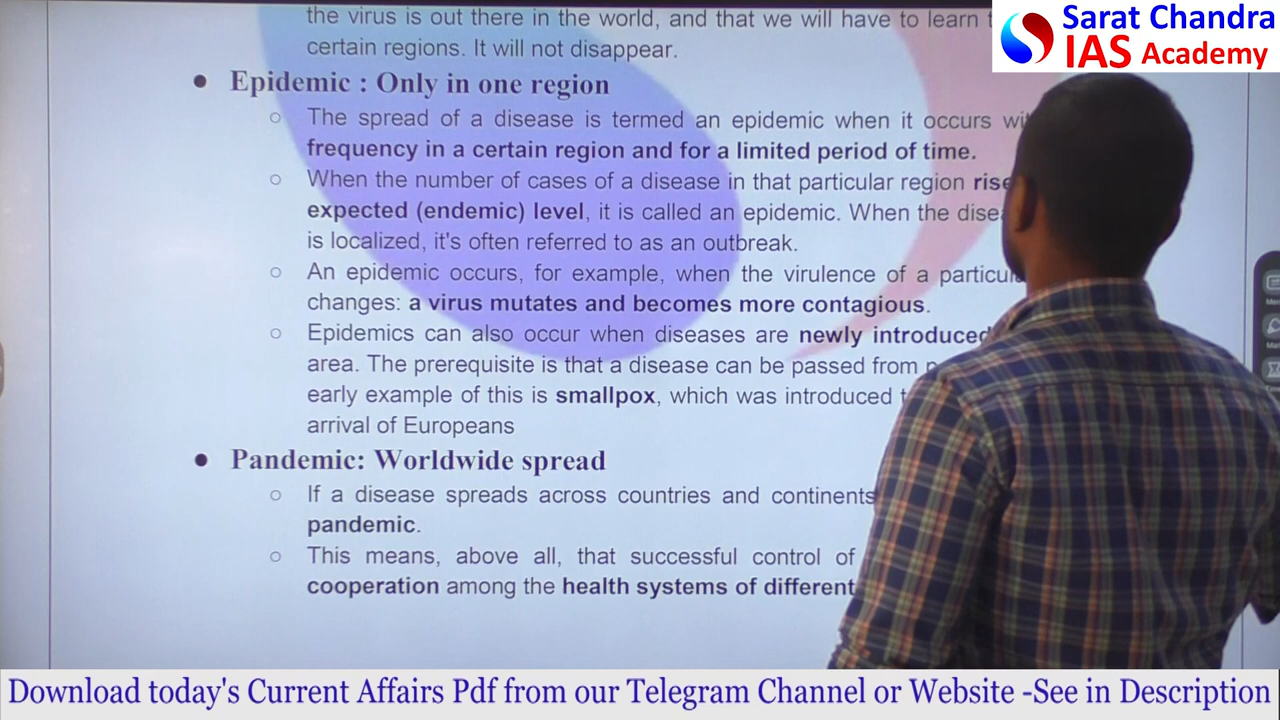 the virus is out there in the world, and that we will have to learn
certain regions. It will not disappear.
Sarat Chandra
IAS Academy
• Epidemic : Only in one region
○ The spread of a disease is termed an epidemic when it occurs
frequency in a certain region and for a limited period of time.
○ When the number of cases of a disease in that particular region
expected (endemic) level, it is called an epidemic. When the
is localized, it's often referred to as an outbreak.
○ An epidemic occurs, for example, when the virulence of a
changes: a virus mutates and becomes more contagious.
○ Epidemics can also occur when diseases are newly introduced
area. The prerequisite is that a disease can be passed from
early example of this is smallpox, which was introduced
arrival of Europeans
• Pandemic: Worldwide spread
○ If a disease spreads across countries and continents
pandemic.
○ This means, above all, that successful control of
cooperation among the health systems of different
Download today's Current Affairs Pdf from our Telegram Channel or Website -See in Description